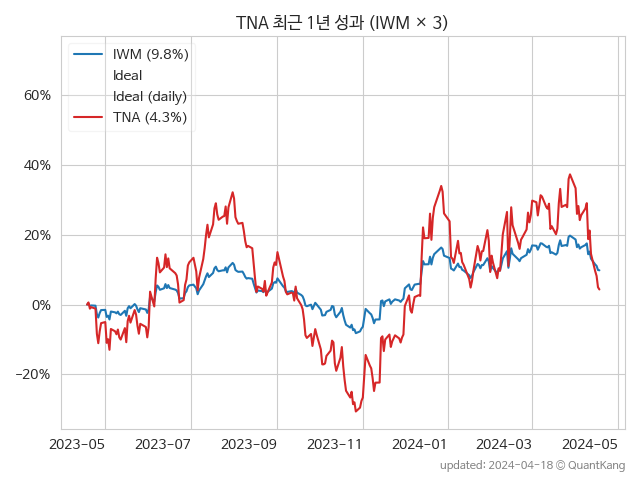 TNA 최근 1년 성과 (IWM × 3)
IWM (9.8%)
Ideal
Ideal (daily)
TNA (4.3%)
60%
40%
20%
0%
−20%
2023−05 2023−07 2023−09 2023−11 2024−01 2024−03 2024−05
updated: 2024−04−18 © QuantKang